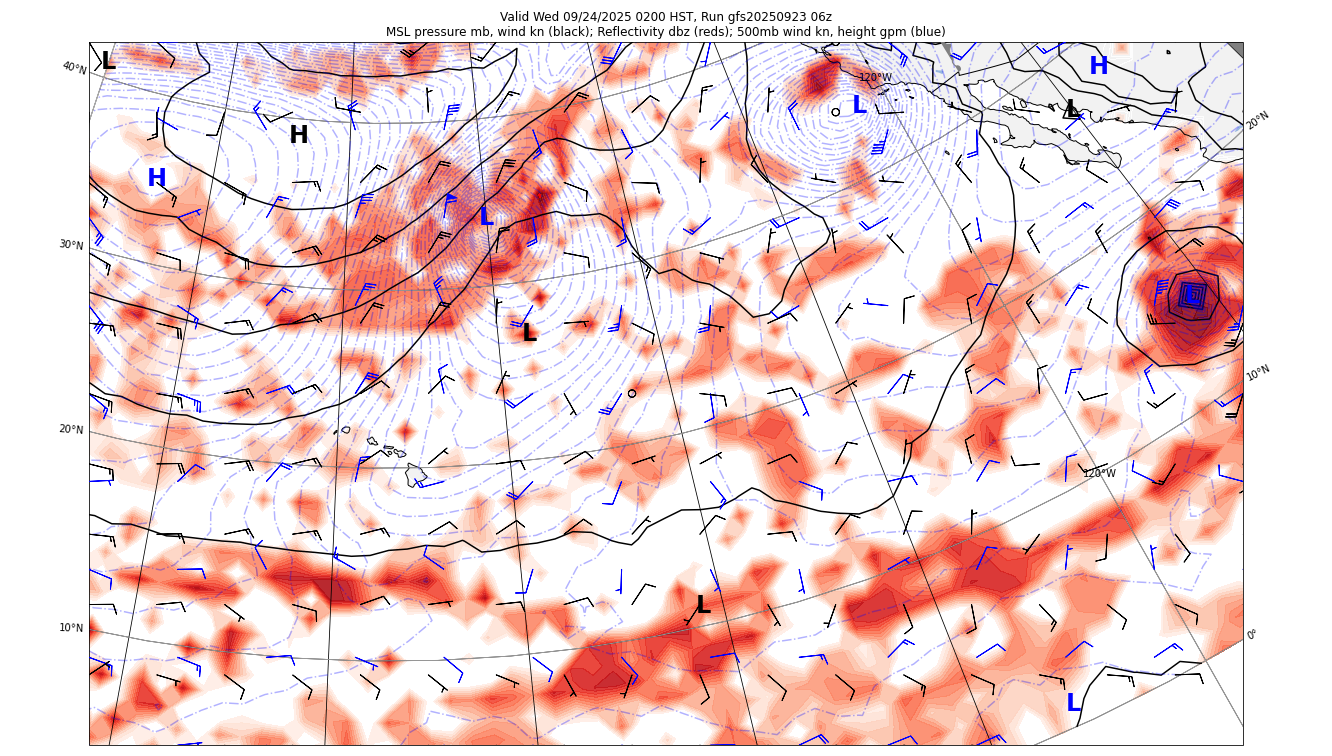 Valid Wed 09/24/2025 0200 HST, Run gfs20250923 06z
MSL pressure mb, wind kn (black); Reflectivity dbz (reds); 500mb wind kn, height gpm (blue)
L
H
40°N
120°W
L
L
20°N
H
H
L
30°N
L
10°N
20°N
120°W
L
10°N
0°
L